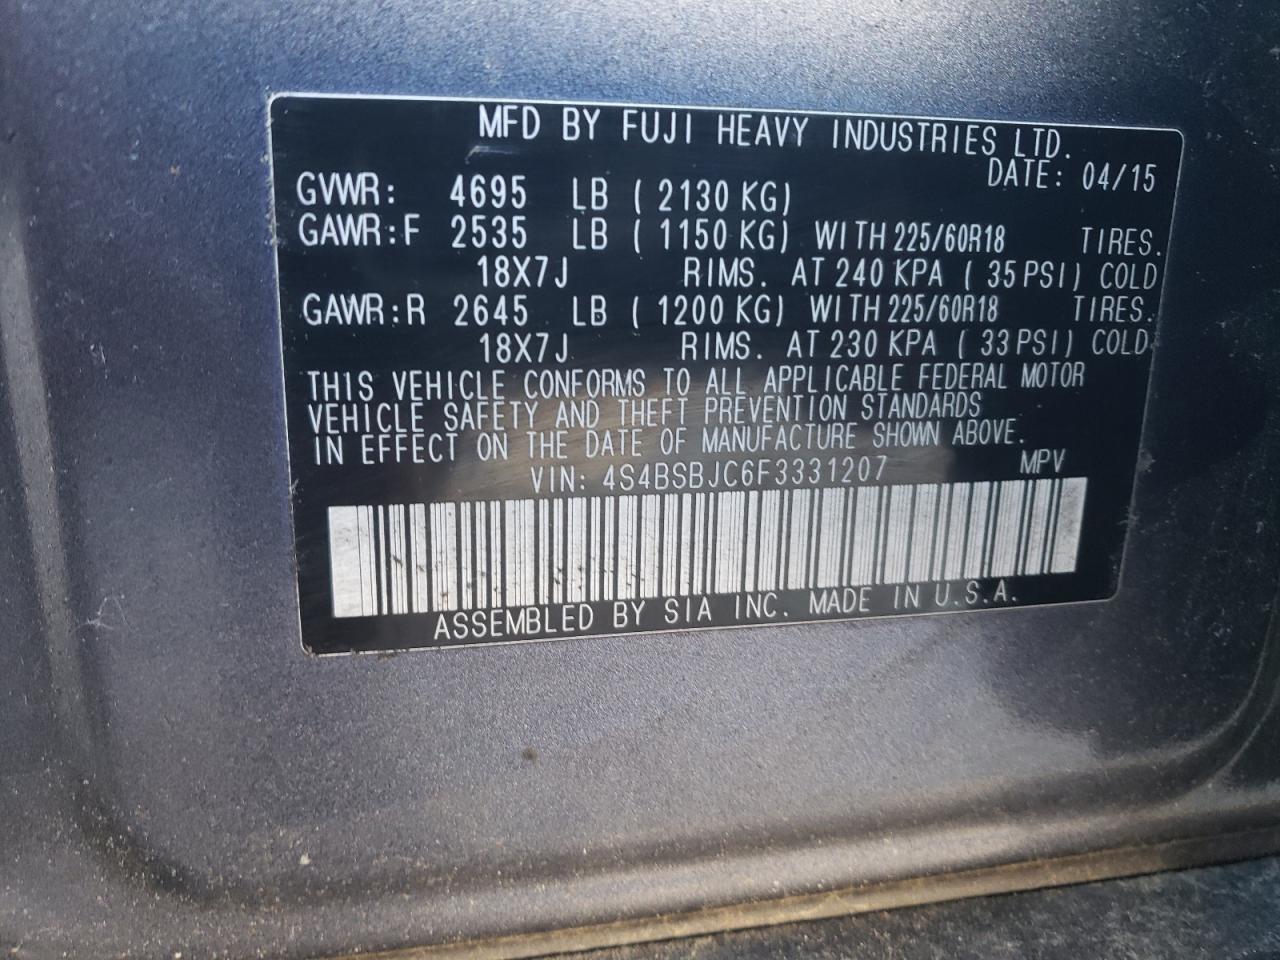 MFD BY FUJI HEAVY INDUSTRIES LTD.
DATE: 04/15
GVWR: 4695 LB ( 2130 KG)
GAWR:F 2535 LB ( 1150 KG) WITH 225/60R18 TIRES.
18X7J RIMS. AT 240 KPA ( 35 PSI) COLD
GAWR:R 2645 LB ( 1200 KG) WITH 225/60R18 TIRES.
18X7J RIMS. AT 230 KPA ( 33 PSI) COLD.
THIS VEHICLE CONFORMS TO ALL APPLICABLE FEDERAL MOTOR
VEHICLE SAFETY AND THEFT PREVENTION STANDARDS
IN EFFECT ON THE DATE OF MANUFACTURE SHOWN ABOVE.
VIN: 4S4BSBJC6F3331207 MPV
ASSEMBLED BY SIA INC. MADE IN U.S.A.